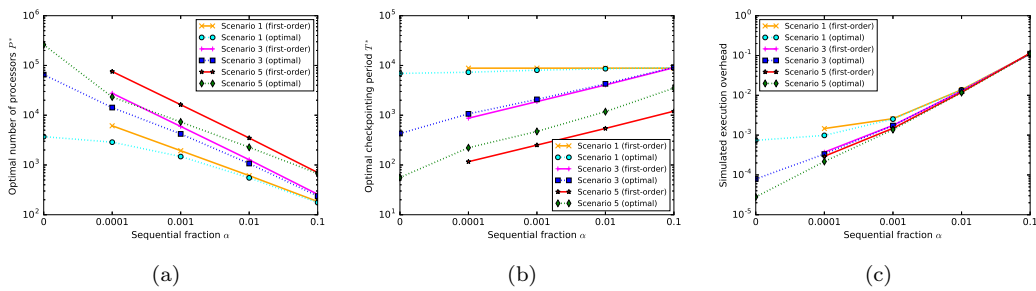 10^6
10^5
10^4
10^3
10^2
Optimal number of processors P*
0 0.0001 0.001 0.01 0.1
Sequential fraction α
Scenario 1 (first-order)
Scenario 1 (optimal)
Scenario 3 (first-order)
Scenario 3 (optimal)
Scenario 5 (first-order)
Scenario 5 (optimal)
(a)
10^5
10^4
10^3
10^2
10^1
Optimal checkpointing period T*
0 0.0001 0.001 0.01 0.1
Sequential fraction α
Scenario 1 (first-order)
Scenario 1 (optimal)
Scenario 3 (first-order)
Scenario 3 (optimal)
Scenario 5 (first-order)
Scenario 5 (optimal)
(b)
10^0
10^-1
10^-2
10^-3
10^-4
10^-5
Simulated execution overhead
0 0.0001 0.001 0.01 0.1
Sequential fraction α
Scenario 1 (first-order)
Scenario 1 (optimal)
Scenario 3 (first-order)
Scenario 3 (optimal)
Scenario 5 (first-order)
Scenario 5 (optimal)
(c)